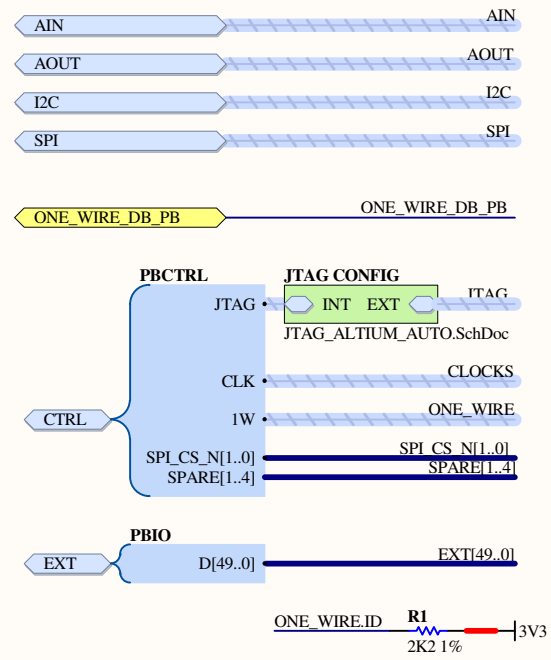 AIN AIN
AOUT AOUT
I2C I2C
SPI SPI
ONE_WIRE_DB_PB ONE_WIRE_DB_PB
PBCTRL JTAG CONFIG
JTAG INT EXT JTAG
JTAG_ALTIUM_AUTO.SchDoc
CLK CLOCKS
CTRL 1W ONE_WIRE
SPI_CS_N[1..0] SPI_CS_N[1..0]
SPARE[1..4] SPARE[1..4]
PBIO
EXT D[49..0] EXT[49..0]
ONE_WIRE.ID R1 3V3
2K2 1%